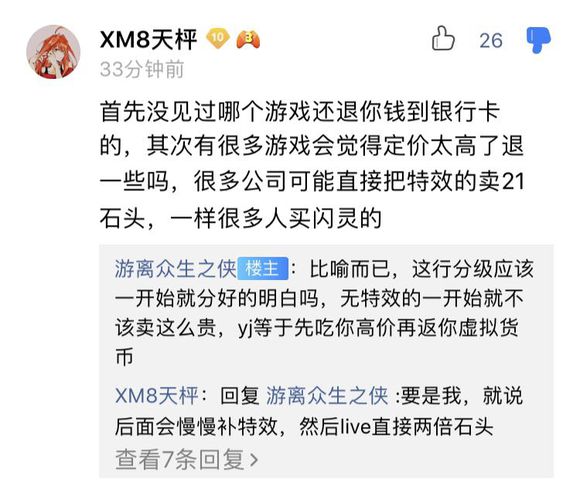 XM8天枰 10 3
26
33分钟前
首先没见过哪个游戏还退你钱到银行卡
的，其次有很多游戏会觉得定价太高了退
一些吗，很多公司可能直接把特效的卖21
石头，一样很多人买闪灵的
游离众生之侠 楼主：比喻而已，这行分级应该
一开始就分好的明白吗，无特效的一开始就不
该卖这么贵，yj等于先吃你高价再返你虚拟货
币
XM8天枰：回复 游离众生之侠 :要是我，就说
后面会慢慢补特效，然后live直接两倍石头
查看7条回复>